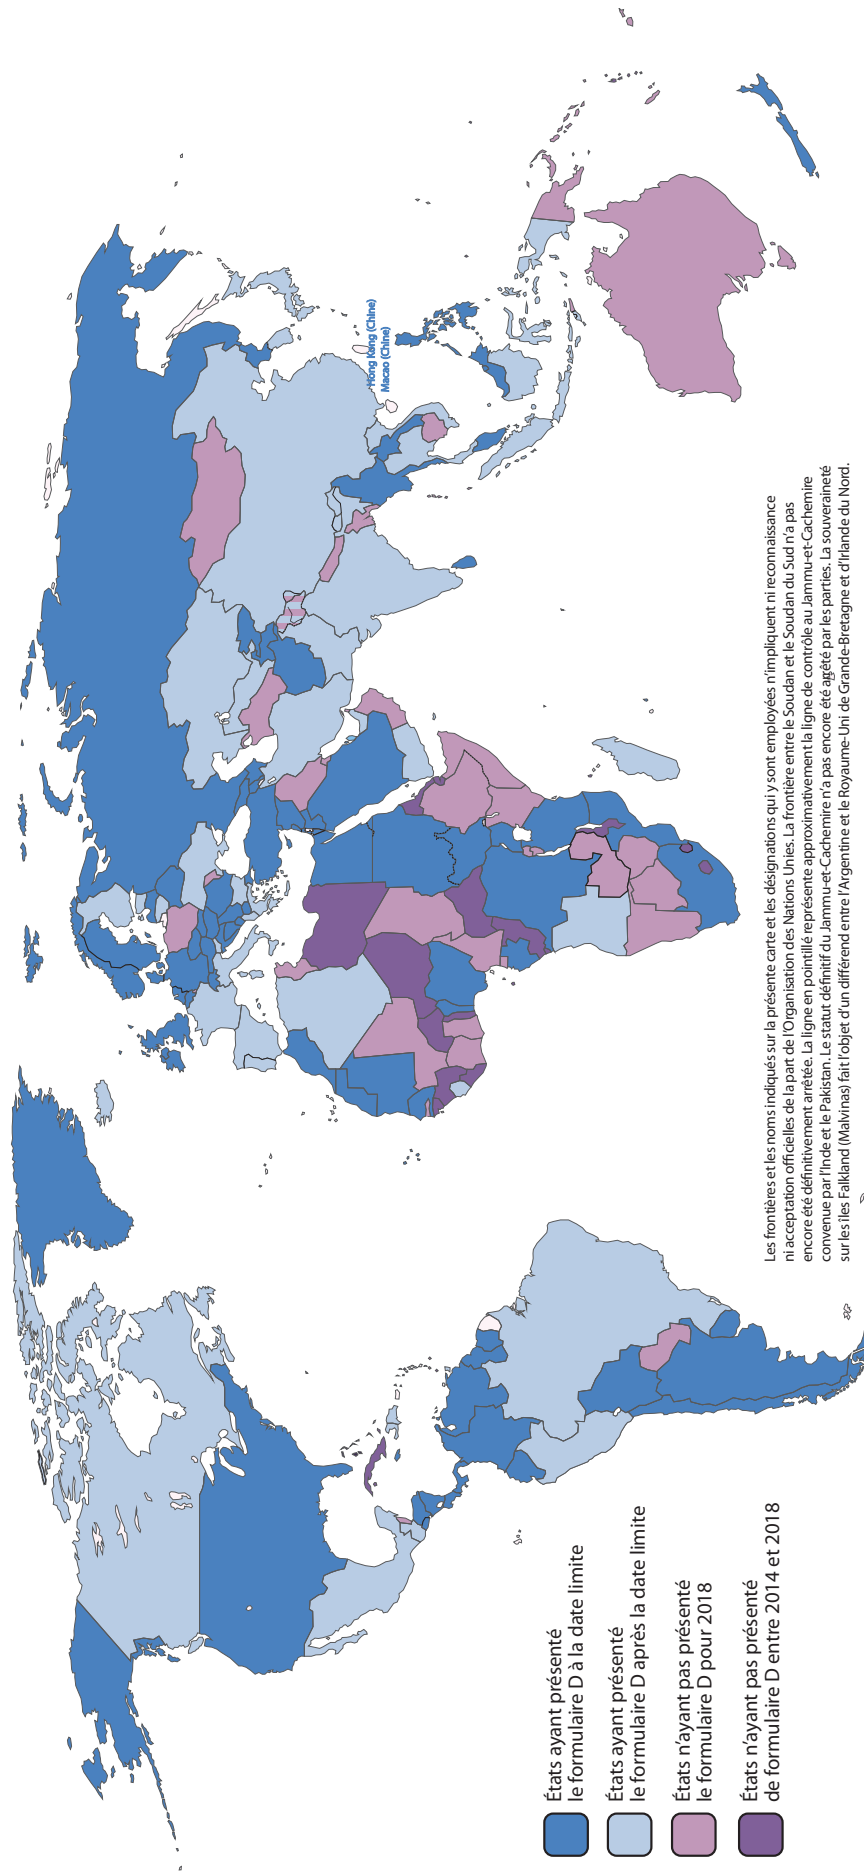 Hong Kong (Chine)
Macao (Chine)
États ayant présenté
le formulaire D à la date limite
États ayant présenté
le formulaire D après la date limite
États n'ayant pas présenté
le formulaire D pour 2018
États n'ayant pas présenté
de formulaire D entre 2014 et 2018
Les frontières et les noms indiqués sur la présente carte et les désignations qui y sont employées n'impliquent ni reconnaissance
ni acceptation officielles de la part de l'Organisation des Nations Unies. La frontière entre le Soudan et le Soudan du Sud n'a pas
encore été définitivement arrêtée. La ligne en pointillé représente approximativement la ligne de contrôle au Jammu-et-Cachemire
convenue par l'Inde et le Pakistan. Le statut définitif du Jammu-et-Cachemire n'a pas encore été agêté par les parties. La souveraineté
sur les îles Falkland (Malvinas) fait l'objet d'un différend entre l'Argentine et le Royaume-Uni de Grande-Bretagne et d'Irlande du Nord.